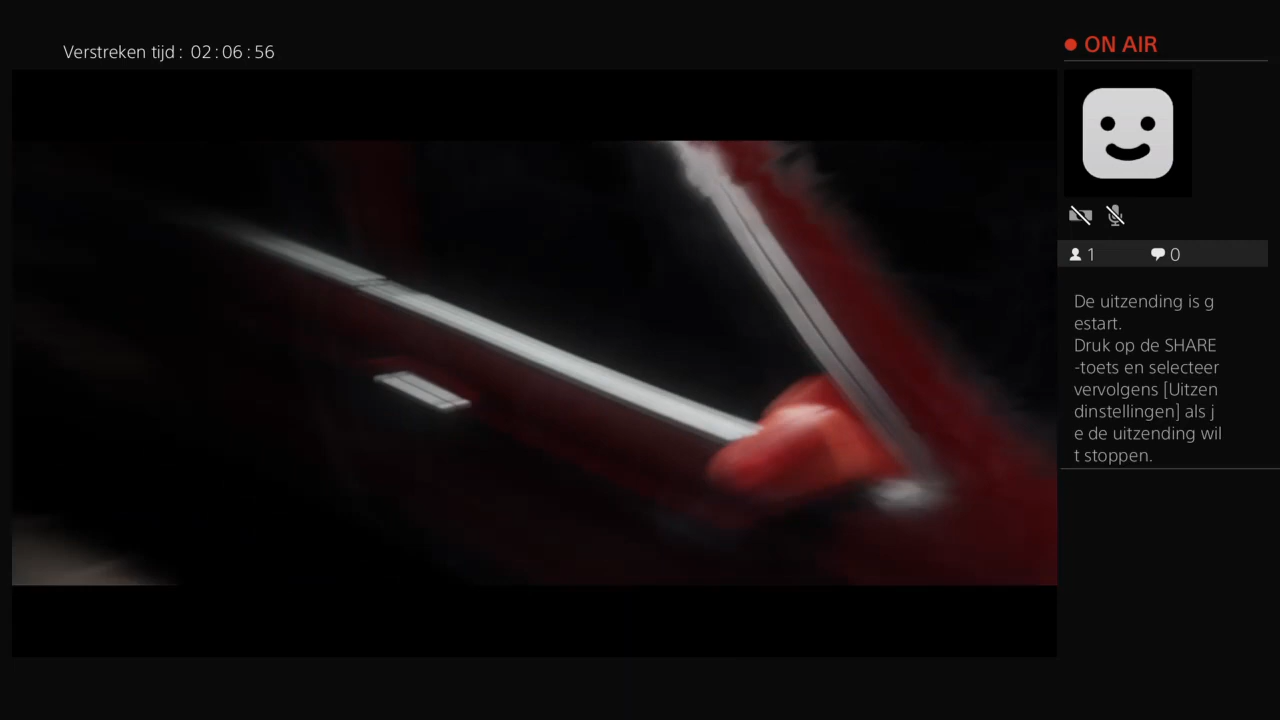 Verstreken tijd : 02 : 06 : 56
ON AIR
1
0
De uitzending is g
estart.
Druk op de SHARE
-toets en selecteer
vervolgens [Uitzen
dinstellingen] als j
e de uitzending wil
t stoppen.